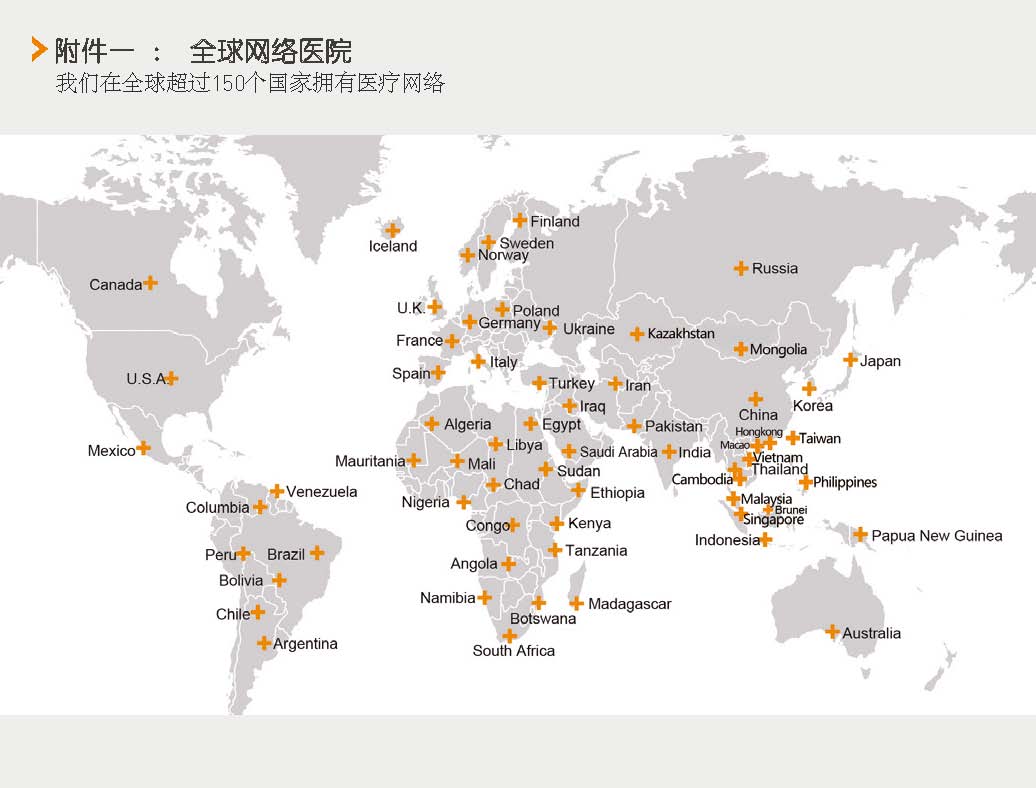 附件一 ： 全球网络医院
我们在全球超过150个国家拥有医疗网络
Finland
Iceland
Sweden
Norway
Russia
Canada
U.K.
Poland
Germany
Ukraine
Kazakhstan
France
Mongolia
Italy
Japan
Spain
U.S.A
Turkey
Iran
Iraq
China
Korea
Algeria
Egypt
Pakistan
Hongkong
Taiwan
Macao
Mexico
Libya
Saudi Arabia
India
Vietnam
Mauritania
Mali
Sudan
Thailand
Cambodia
Philippines
Chad
Venezuela
Ethiopia
Malaysia
Nigeria
Columbia
Brunei
Singapore
Congo
Kenya
Papua New Guinea
Indonesia
Peru
Brazil
Tanzania
Angola
Bolivia
Namibia
Madagascar
Chile
Botswana
Australia
Argentina
South Africa